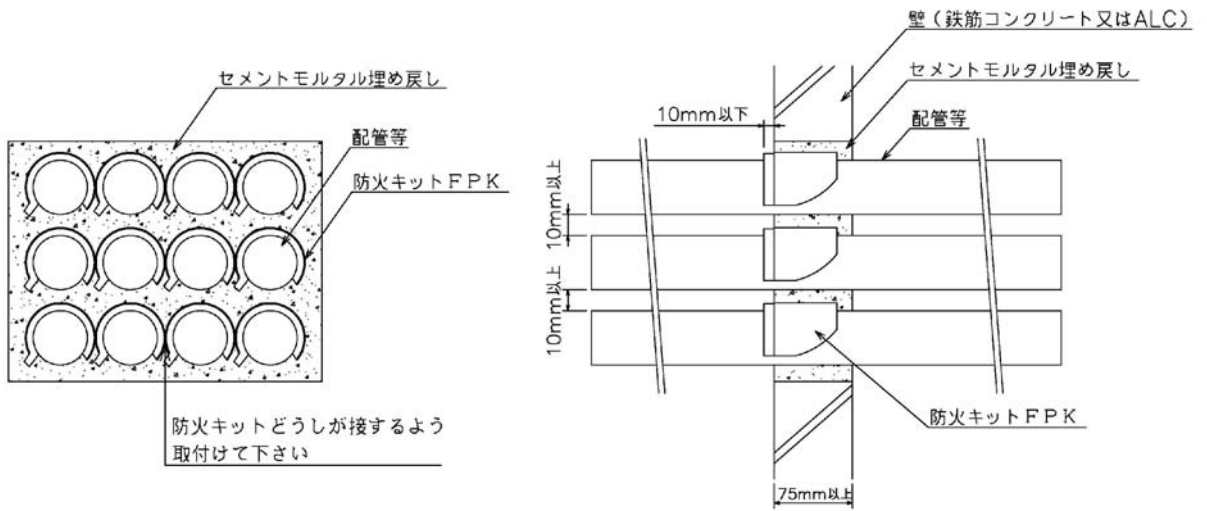 セメントモルタル埋め戻し
配管等
防火キットFPK
防火キットどうしが接するよう
取付けて下さい
壁(鉄筋コンクリート又はALC)
セメントモルタル埋め戻し
配管等
10mm以下
10mm以上
10mm以上
防火キットFPK
75mm以上